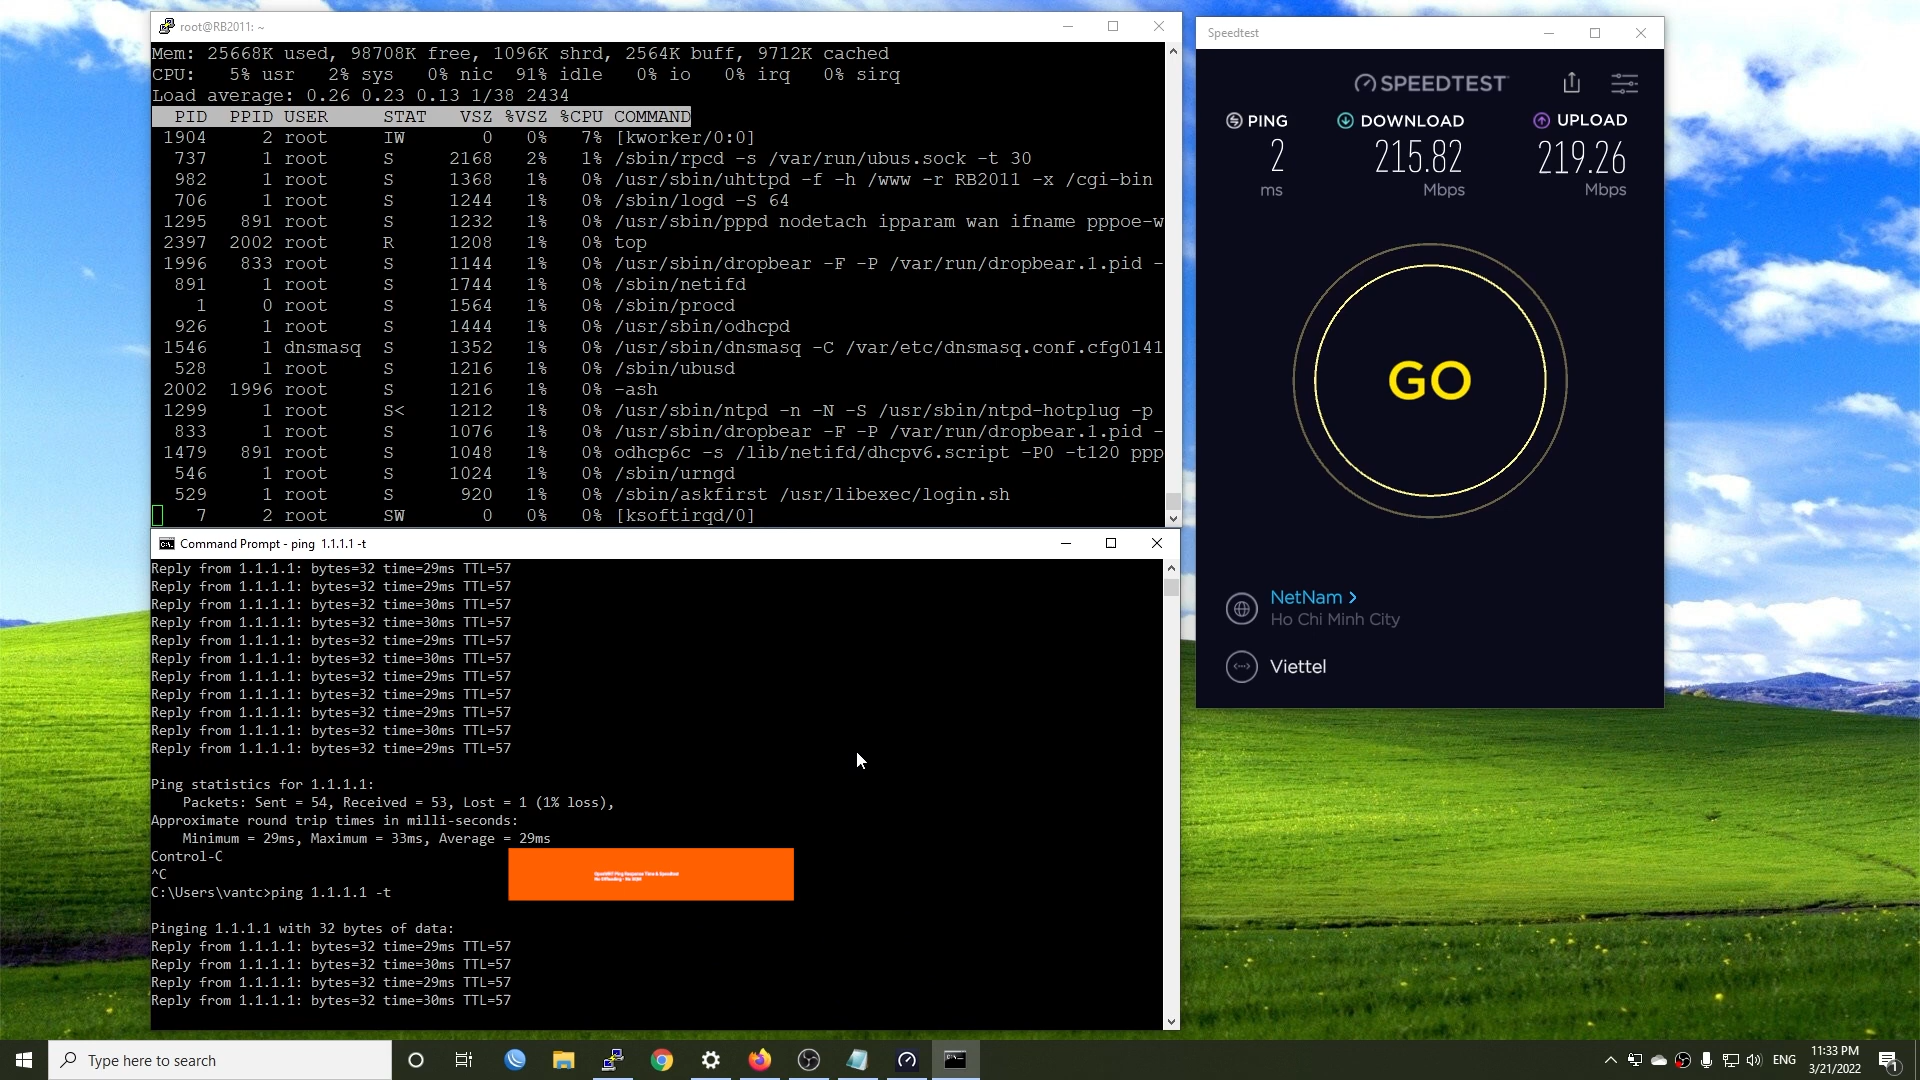 root@RB2011: ~
Mem: 25668K used, 98708K free, 1096K shrd, 2564K buff, 9712K cached
CPU:   5% usr   2% sys   0% nic  91% idle   0% io   0% irq   0% sirq
Load average: 0.26 0.23 0.13 1/38 2434
PID  PPID USER     STAT   VSZ %VSZ %CPU COMMAND
1904     2 root     IW       0   0%   7% [kworker/0:0]
737     1 root     S     2168   2%   1% /sbin/rpcd -s /var/run/ubus.sock -t 30
982     1 root     S     1368   1%   0% /usr/sbin/uhttpd -f -h /www -r RB2011 -x /cgi-bin
706     1 root     S     1244   1%   0% /sbin/logd -S 64
1295   891 root     S     1232   1%   0% /usr/sbin/pppd nodetach ipparam wan ifname pppoe-w
2397  2002 root     R     1208   1%   0% top
1996   833 root     S     1144   1%   0% /usr/sbin/dropbear -F -P /var/run/dropbear.1.pid -
891     1 root     S     1744   1%   0% /sbin/netifd
1     0 root     S     1564   1%   0% /sbin/procd
926     1 root     S     1444   1%   0% /usr/sbin/odhcpd
1546     1 dnsmasq  S     1352   1%   0% /usr/sbin/dnsmasq -C /var/etc/dnsmasq.conf.cfg0141
528     1 root     S     1216   1%   0% /sbin/ubusd
2002  1996 root     S     1216   1%   0% -ash
1299     1 root     S<    1212   1%   0% /usr/sbin/ntpd -n -N -S /usr/sbin/ntpd-hotplug -p
833     1 root     S     1076   1%   0% /usr/sbin/dropbear -F -P /var/run/dropbear.1.pid -
1479   891 root     S     1048   1%   0% odhcp6c -s /lib/netifd/dhcpv6.script -P0 -t120 ppp
546     1 root     S     1024   1%   0% /sbin/urngd
529     1 root     S      920   1%   0% /sbin/askfirst /usr/libexec/login.sh
7     2 root     SW       0   0%   0% [ksoftirqd/0]
Command Prompt - ping  1.1.1.1 -t
Reply from 1.1.1.1: bytes=32 time=29ms TTL=57
Reply from 1.1.1.1: bytes=32 time=29ms TTL=57
Reply from 1.1.1.1: bytes=32 time=30ms TTL=57
Reply from 1.1.1.1: bytes=32 time=30ms TTL=57
Reply from 1.1.1.1: bytes=32 time=29ms TTL=57
Reply from 1.1.1.1: bytes=32 time=30ms TTL=57
Reply from 1.1.1.1: bytes=32 time=29ms TTL=57
Reply from 1.1.1.1: bytes=32 time=29ms TTL=57
Reply from 1.1.1.1: bytes=32 time=29ms TTL=57
Reply from 1.1.1.1: bytes=32 time=30ms TTL=57
Reply from 1.1.1.1: bytes=32 time=29ms TTL=57
Ping statistics for 1.1.1.1:
Packets: Sent = 54, Received = 53, Lost = 1 (1% loss),
Approximate round trip times in milli-seconds:
Minimum = 29ms, Maximum = 33ms, Average = 29ms
Control-C
^C
C:\Users\vantc>ping 1.1.1.1 -t
OpenWRT Ping Response Time & Speedtest
No Offloading - No SQM
Pinging 1.1.1.1 with 32 bytes of data:
Reply from 1.1.1.1: bytes=32 time=29ms TTL=57
Reply from 1.1.1.1: bytes=32 time=30ms TTL=57
Reply from 1.1.1.1: bytes=32 time=29ms TTL=57
Reply from 1.1.1.1: bytes=32 time=30ms TTL=57
Speedtest
SPEEDTEST
PING DOWNLOAD UPLOAD
2 215.82 219.26
ms Mbps Mbps
GO
NetNam >
Ho Chi Minh City
Viettel
Type here to search
ENG
11:33 PM
3/21/2022
1